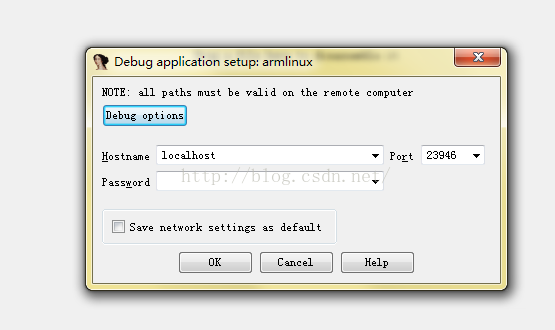 Debug application setup: armlinux
NOTE: all paths must be valid on the remote computer
Debug options
Hostname localhost Port 23946
Password
http://blog.csdn.net/
Save network settings as default
OK Cancel Help